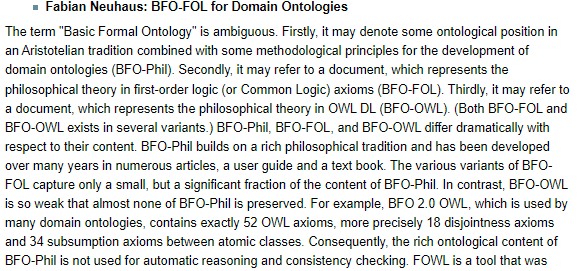 Fabian Neuhaus: BFO-FOL for Domain Ontologies
The term "Basic Formal Ontology" is ambiguous. Firstly, it may denote some ontological position in
an Aristotelian tradition combined with some methodological principles for the development of
domain ontologies (BFO-Phil). Secondly, it may refer to a document, which represents the
philosophical theory in first-order logic (or Common Logic) axioms (BFO-FOL). Thirdly, it may refer to
a document, which represents the philosophical theory in OWL DL (BFO-OWL). (Both BFO-FOL and
BFO-OWL exists in several variants.) BFO-Phil, BFO-FOL, and BFO-OWL differ dramatically with
respect to their content. BFO-Phil builds on a rich philosophical tradition and has been developed
over many years in numerous articles, a user guide and a text book. The various variants of BFO-
FOL capture only a small, but a significant fraction of the content of BFO-Phil. In contrast, BFO-OWL
is so weak that almost none of BFO-Phil is preserved. For example, BFO 2.0 OWL, which is used by
many domain ontologies, contains exactly 52 OWL axioms, more precisely 18 disjointness axioms
and 34 subsumption axioms between atomic classes. Consequently, the rich ontological content of
BFO-Phil is not used for automatic reasoning and consistency checking. FOWL is a tool that was